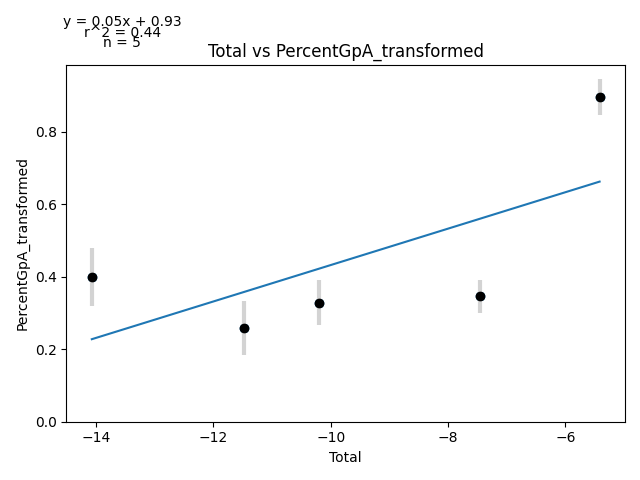 y = 0.05x + 0.93
r^2 = 0.44
n = 5
Total vs PercentGpA_transformed
PercentGpA_transformed
0.8
0.6
0.4
0.2
0.0
−14
−12
−10
−8
−6
Total